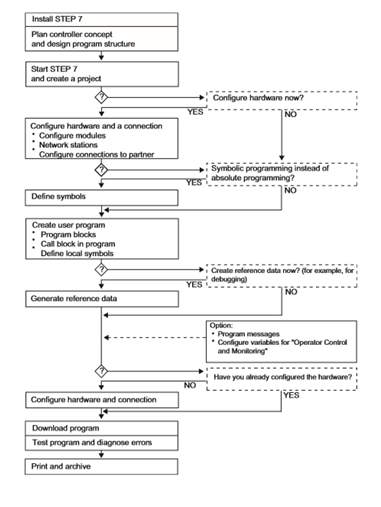 Install STEP 7
Plan controller concept
and design program structure
Start STEP 7
and create a project
?
Configure hardware now?
YES
NO
Configure hardware and a connection
• Configure modules
• Network stations
Configure connections to partner
?
Symbolic programming instead of
absolute programming?
YES
NO
Define symbols
Create user program
• Program blocks
• Call block in program
Define local symbols
?
Create reference data now? (for example, for
debugging)
YES
NO
Generate reference data
Option:
• Program messages
• Configure variables for "Operator Control
and Monitoring"
?
Have you already configured the hardware?
NO
YES
Configure hardware and connection
Download program
Test program and diagnose errors
Print and archive